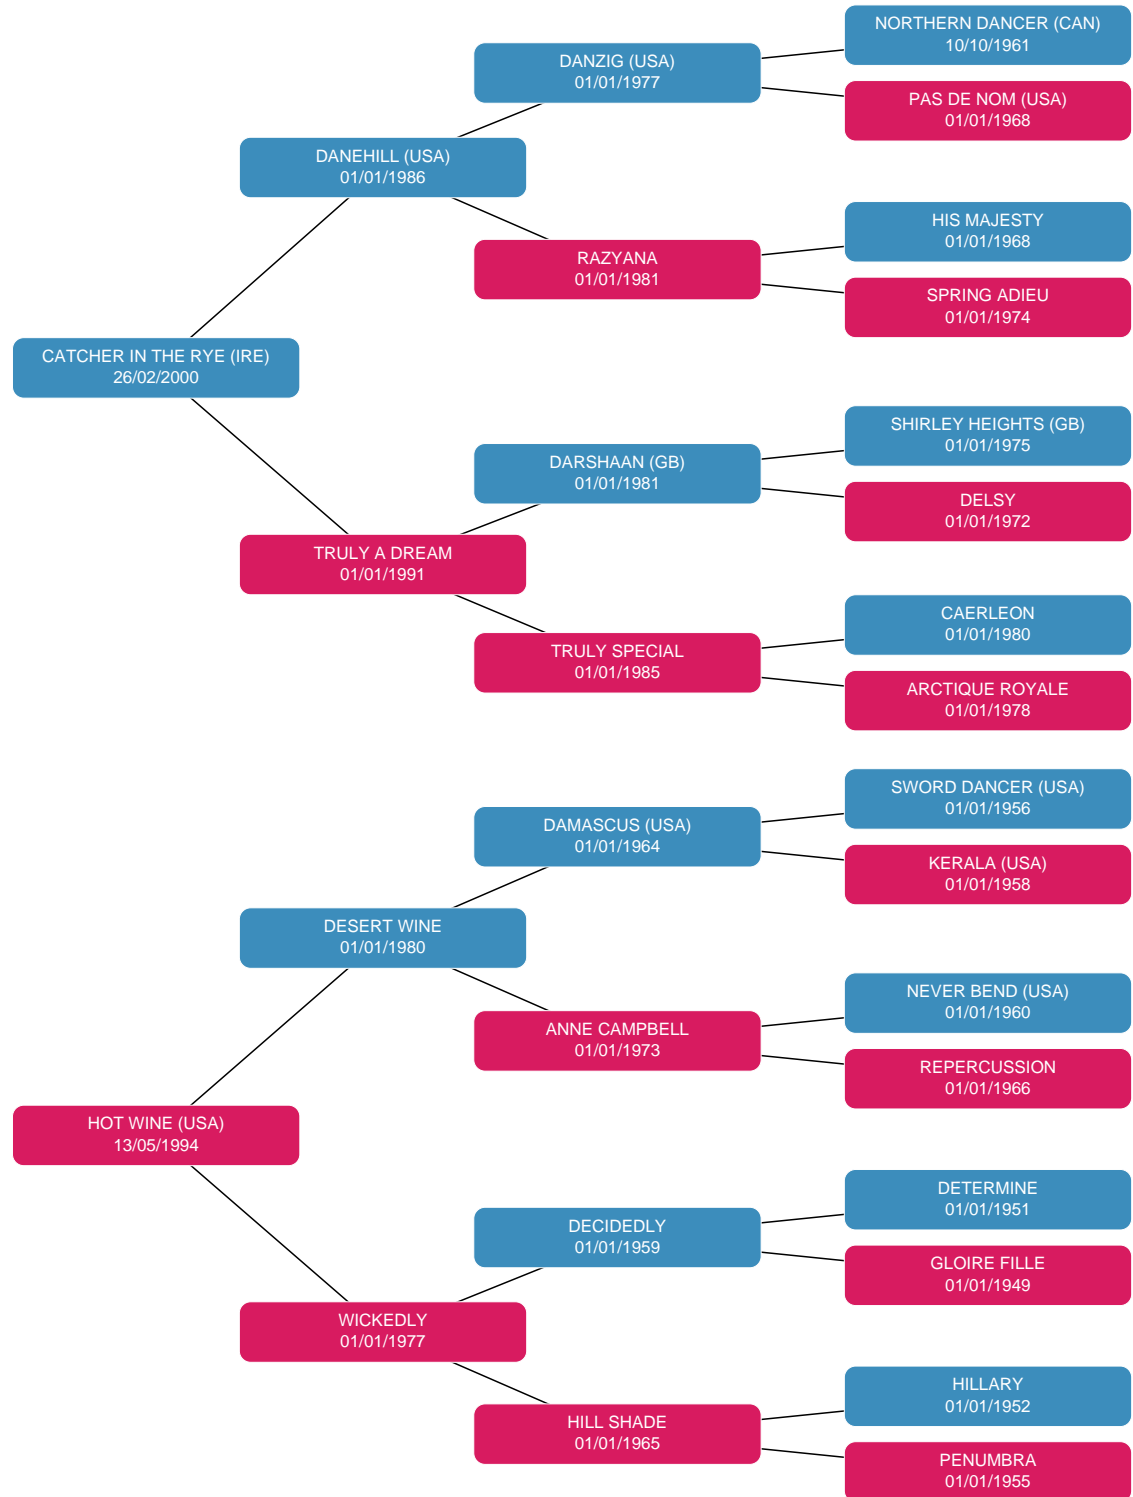 NORTHERN DANCER (CAN)
10/10/1961
DANZIG (USA)
01/01/1977
PAS DE NOM (USA)
01/01/1968
DANEHILL (USA)
01/01/1986
HIS MAJESTY
01/01/1968
RAZYANA
01/01/1981
SPRING ADIEU
01/01/1974
CATCHER IN THE RYE (IRE)
26/02/2000
SHIRLEY HEIGHTS (GB)
01/01/1975
DARSHAAN (GB)
01/01/1981
DELSY
01/01/1972
TRULY A DREAM
01/01/1991
CAERLEON
01/01/1980
TRULY SPECIAL
01/01/1985
ARCTIQUE ROYALE
01/01/1978
SWORD DANCER (USA)
01/01/1956
DAMASCUS (USA)
01/01/1964
KERALA (USA)
01/01/1958
DESERT WINE
01/01/1980
NEVER BEND (USA)
01/01/1960
ANNE CAMPBELL
01/01/1973
REPERCUSSION
01/01/1966
HOT WINE (USA)
13/05/1994
DETERMINE
01/01/1951
DECIDEDLY
01/01/1959
GLOIRE FILLE
01/01/1949
WICKEDLY
01/01/1977
HILLARY
01/01/1952
HILL SHADE
01/01/1965
PENUMBRA
01/01/1955